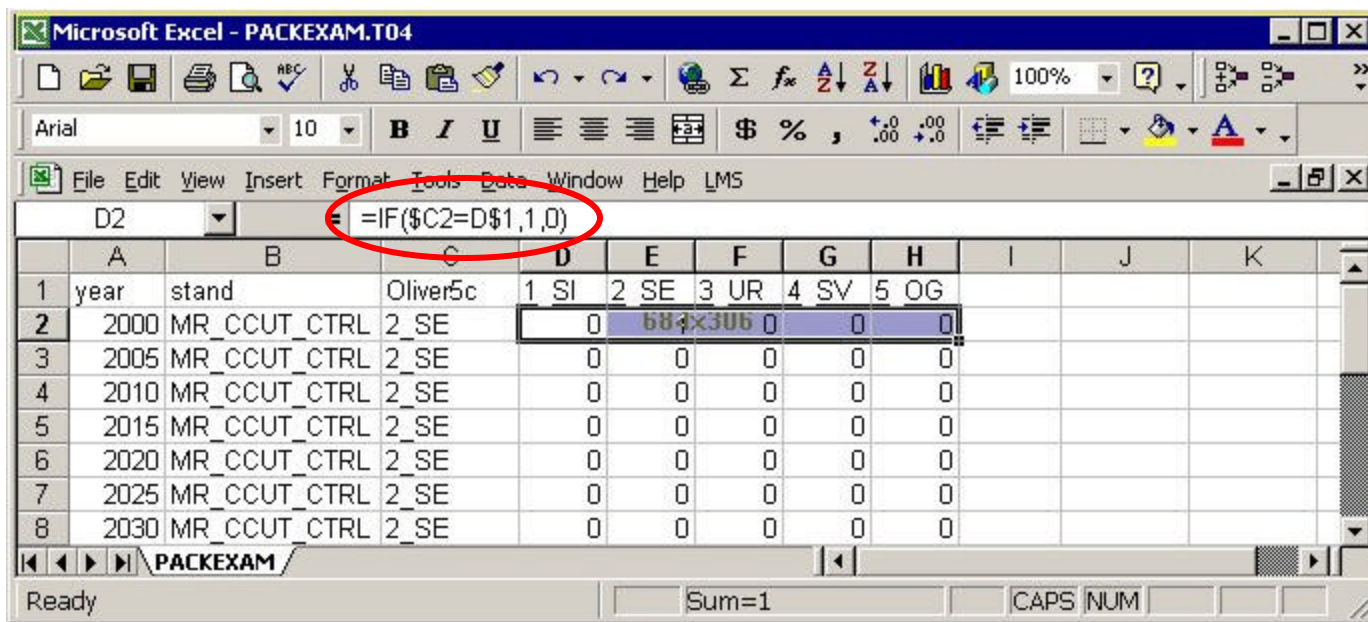 Microsoft Excel - PACKEXAM.T04
ABC 100%
Arial 10 B I U $ % , .00 .00 A
File Edit View Insert Format Tools Data Window Help LMS
D2 = =IF($C2=D$1,1,0)
A B C D E F G H I J K
1 year stand Oliver5c 1_SI 2_SE 3_UR 4_SV 5_OG
2 2000 MR_CCUT_CTRL 2_SE 0 1 0 0 0
684x306
3 2005 MR_CCUT_CTRL 2_SE 0 0 0 0 0
4 2010 MR_CCUT_CTRL 2_SE 0 0 0 0 0
5 2015 MR_CCUT_CTRL 2_SE 0 0 0 0 0
6 2020 MR_CCUT_CTRL 2_SE 0 0 0 0 0
7 2025 MR_CCUT_CTRL 2_SE 0 0 0 0 0
8 2030 MR_CCUT_CTRL 2_SE 0 0 0 0 0
PACKEXAM
Ready Sum=1 CAPS NUM